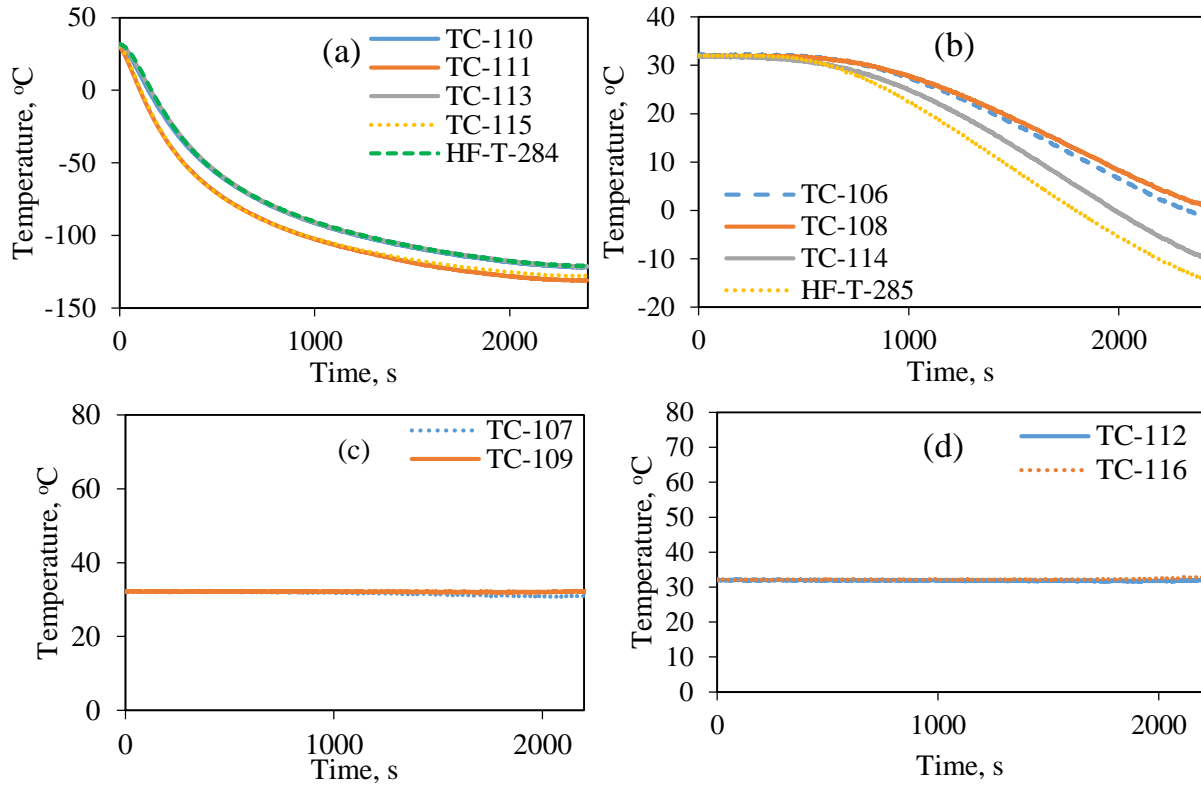 (a)
TC-110
TC-111
TC-113
TC-115
HF-T-284
50
0
-50
-100
-150
0
1000
2000
Temperature, °C
Time, s
(b)
TC-106
TC-108
TC-114
HF-T-285
40
30
20
10
0
-10
-20
0
1000
2000
Temperature, °C
Time, s
(c)
TC-107
TC-109
80
60
40
20
0
0
1000
2000
Temperature, °C
Time, s
(d)
TC-112
TC-116
80
70
60
50
40
30
20
10
0
0
1000
2000
Temperature, °C
Time, s